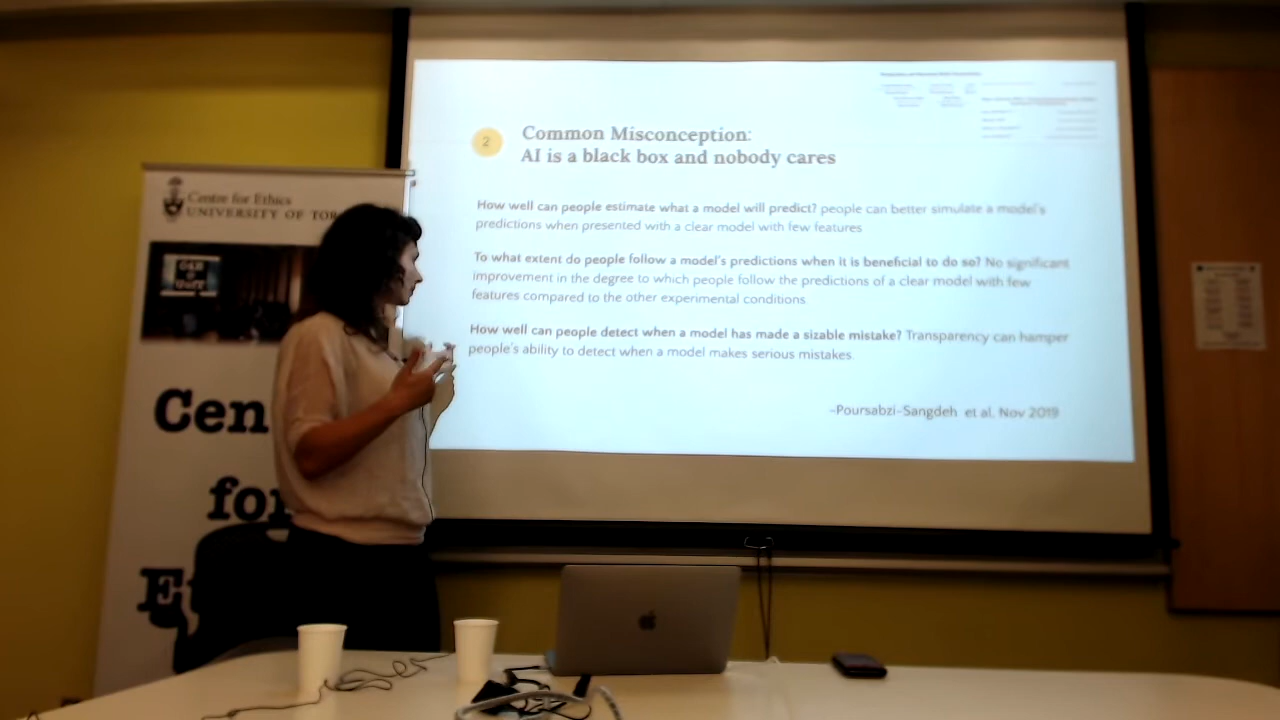 Centre for Ethics
UNIVERSITY OF TOR
Cen
for
2
Common Misconception:
AI is a black box and nobody cares
How well can people estimate what a model will predict? people can better simulate a model's
predictions when presented with a clear model with few features
To what extent do people follow a model's predictions when it is beneficial to do so? No significant
improvement in the degree to which people follow the predictions of a clear model with few
features compared to the other experimental conditions
How well can people detect when a model has made a sizable mistake? Transparency can hamper
people's ability to detect when a model makes serious mistakes.
-Poursabzi-Sangdeh et al. Nov 2019